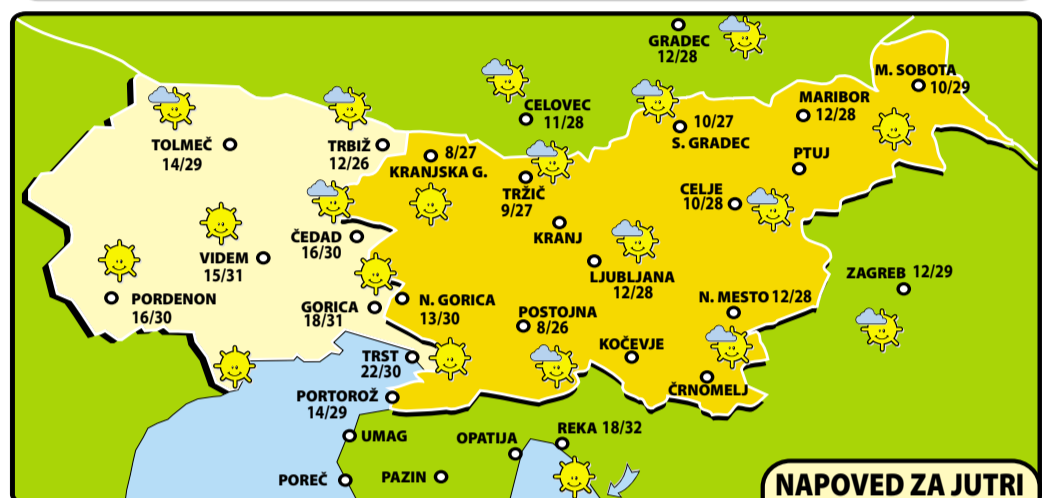 GRADEC
12/28
M. SOBOTA
10/29
MARIBOR
12/28
CELOVEC
11/28
10/27
S. GRADEC
TOLMEČ
14/29
TRBIŽ
12/26
8/27
KRANJSKA G.
PTUJ
TRŽIČ
9/27
CELJE
10/28
KRANJ
ČEDAD
16/30
VIDEM
15/31
LJUBLJANA
12/28
ZAGREB 12/29
PORDENON
16/30
GORICA
18/31
N. GORICA
13/30
N. MESTO 12/28
POSTOJNA
8/26
KOČEVJE
TRST
22/30
ČRNOMELJ
PORTOROŽ
14/29
UMAG
OPATIJA
REKA 18/32
POREČ
PAZIN
NAPOVED ZA JUTRI